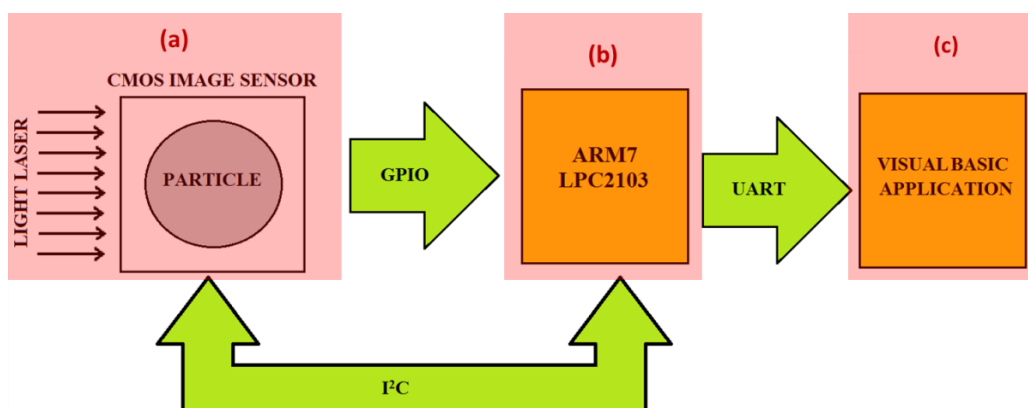 (a)
CMOS IMAGE SENSOR
LIGHT LASER
PARTICLE
GPIO
(b)
ARM7
LPC2103
UART
(c)
VISUAL BASIC
APPLICATION
I²C